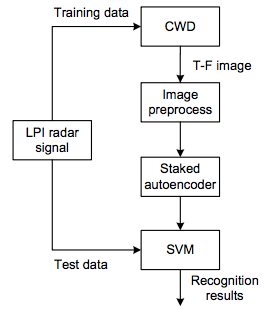 Training data
CWD
T-F image
Image
preprocess
LPI radar
signal
Staked
autoencoder
SVM
Test data
Recognition
results